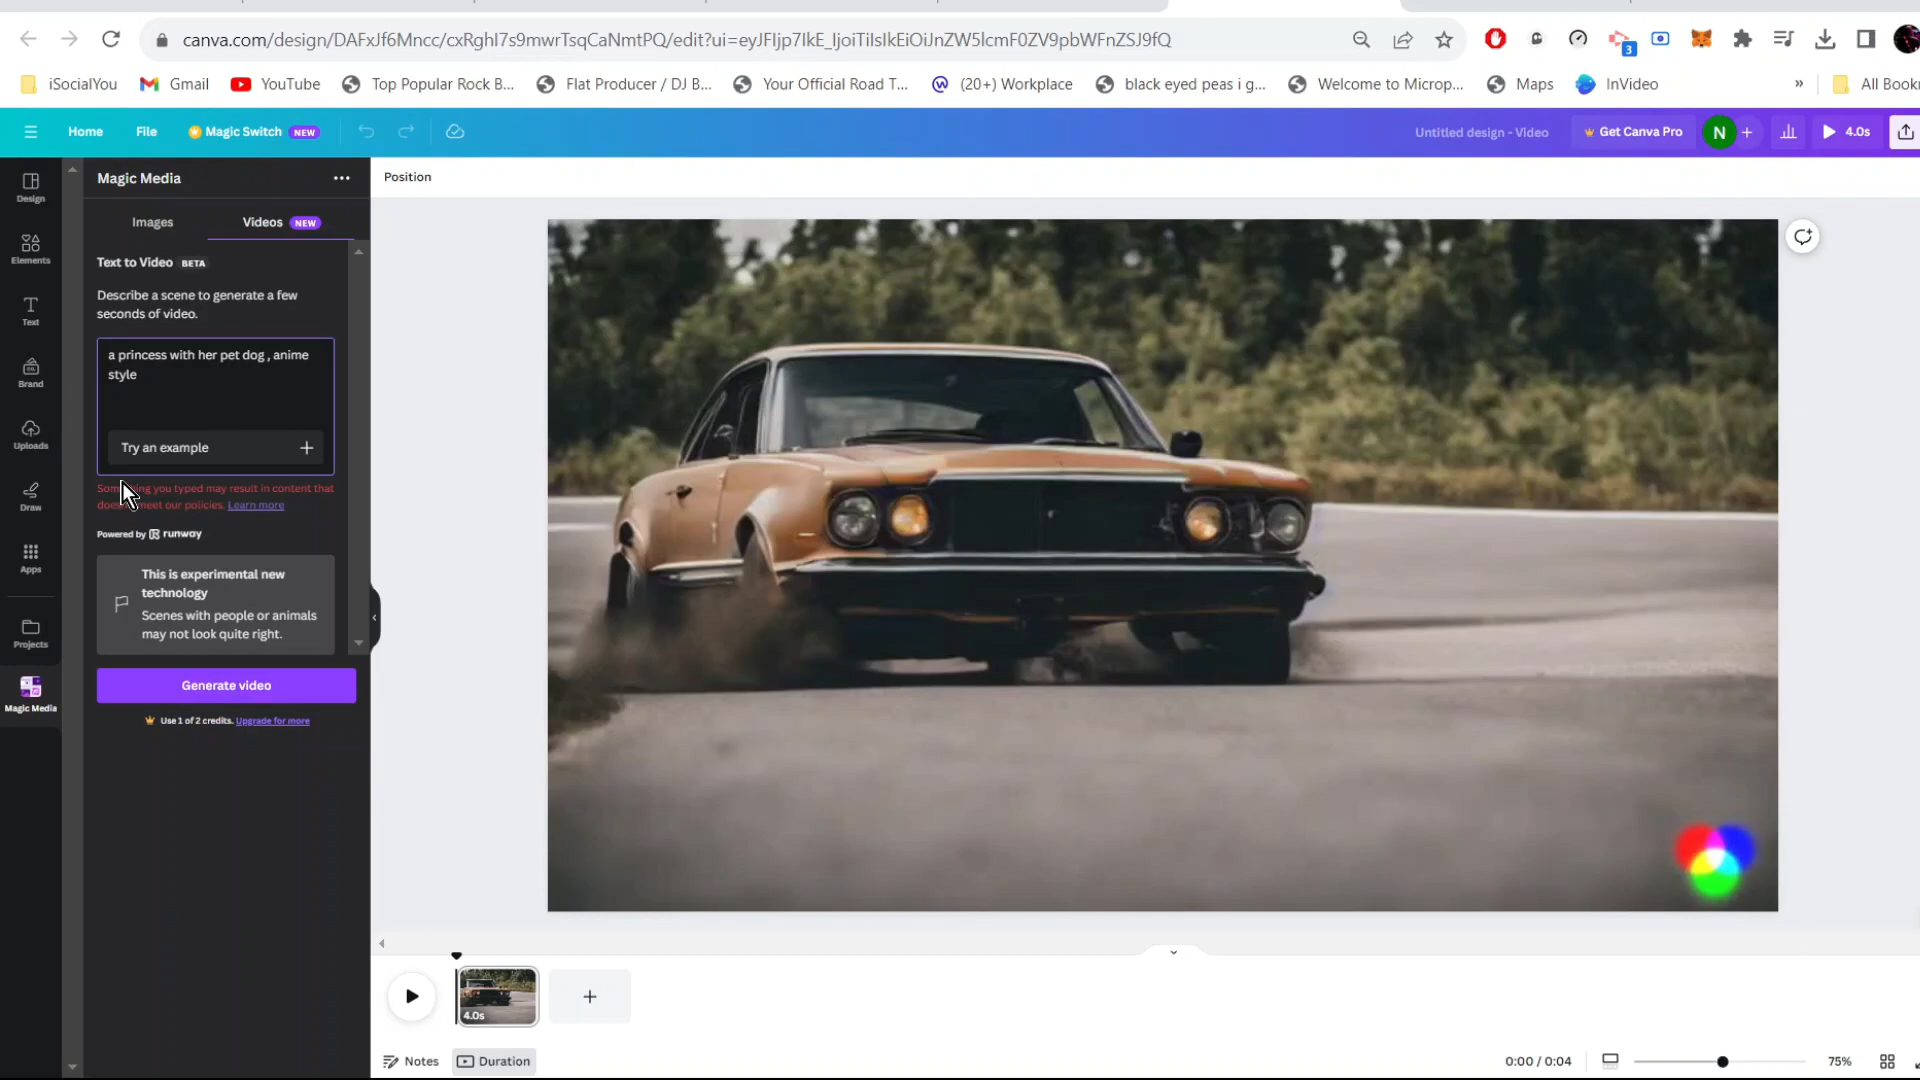 canva.com/design/DAFxJf6Mncc/cxRghI7s9mwrTsqCaNmtPQ/edit?ui=eyJFIjp7IkE_IjoiTiIsIkEiOiJnZW5lcmF0ZV9pbWFnZSJ9fQ
3
iSocialYou
Gmail
YouTube
Top Popular Rock B...
Flat Producer / DJ B...
Your Official Road T...
(20+) Workplace
black eyed peas i g...
Welcome to Microp...
Maps
InVideo
»
All Bookr
Home
File
Magic Switch NEW
Untitled design - Video
Get Canva Pro
N
+
4.0s
Design
Elements
Text
Brand
Uploads
Draw
Apps
Projects
Magic Media
Magic Media
Images
Videos NEW
Text to Video BETA
Describe a scene to generate a few
seconds of video.
a princess with her pet dog , anime
style
Try an example +
you typed may result in content that
meet our policies. Learn more
Powered by runway
This is experimental new
technology
Scenes with people or animals
may not look quite right.
Generate video
Use 1 of 2 credits. Upgrade for more
Position
4.0s
+
Notes
Duration
0:00 / 0:04
75%